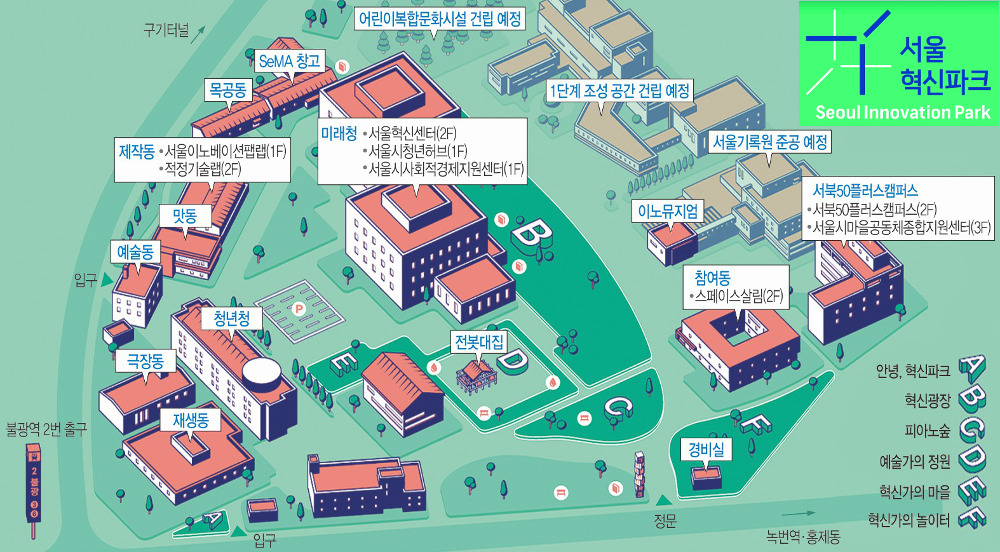 구기터널
어린이복합문화시설 건립 예정
서울
혁신파크
Seoul Innovation Park
SeMA 창고
목공동
1단계 조성 공간 건립 예정
제작동 •서울이노베이션팹랩(1F)
•적정기술랩(2F)
미래청 •서울혁신센터(2F)
•서울시청년허브(1F)
•서울시사회적경제지원센터(1F)
서울기록원 준공 예정
서북50플러스캠퍼스
•서북50플러스캠퍼스(2F)
•서울시마을공동체종합지원센터(3F)
맛동
이노뮤지엄
B
예술동
입구
참여동
•스페이스살림(2F)
P
청년청
전봇대집
E
D
극장동
C
안녕, 혁신파크 A
혁신광장 B
피아노숲 C
예술가의 정원 D
혁신가의 마을 E
혁신가의 놀이터 F
재생동
F
불광역 2번 출구
2
불광
36
경비실
A
입구
정문
녹번역·홍제동